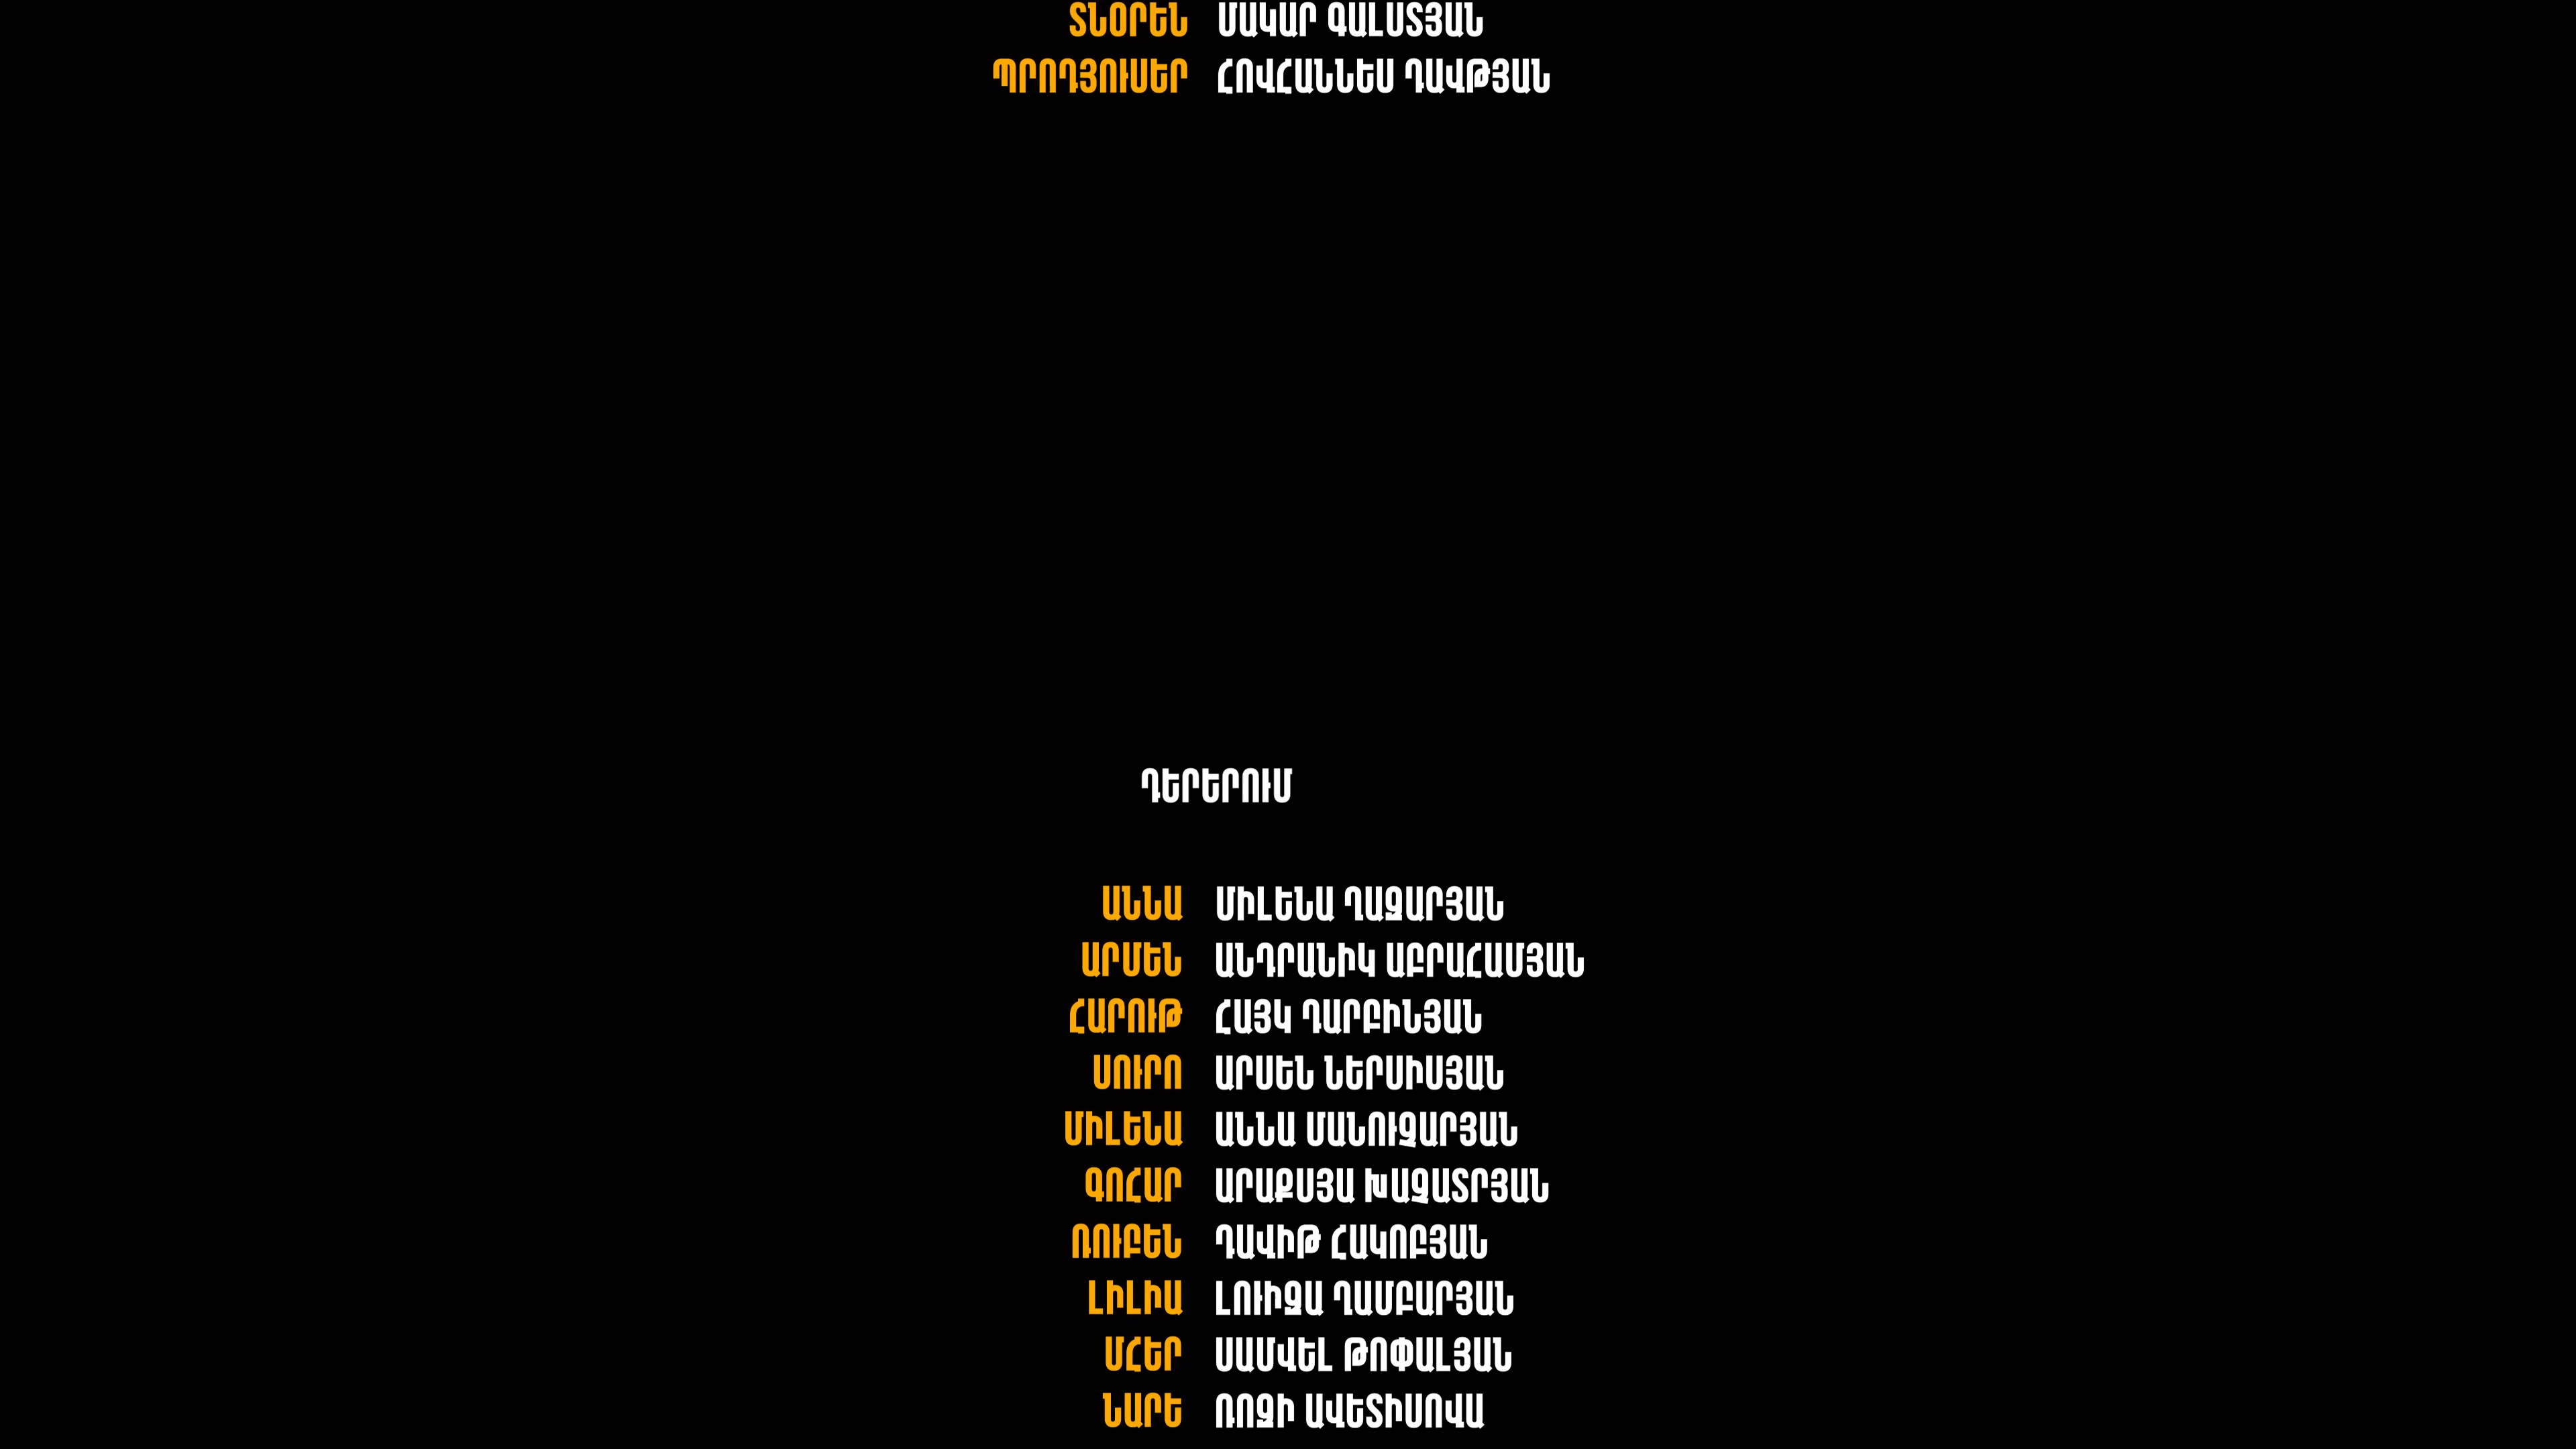 ՏՆՕՐԵՆ ՄԱԿԱՐ ԳԱԼՍՏՅԱՆ
ՊՐՈԴՅՈՒՍԵՐ ՀՈՎՀԱՆՆԵՍ ԴԱՎԹՅԱՆ
ԴԵՐԵՐՈՒՄ
ԱՆՆԱ ՄԻԼԵՆԱ ՂԱԶԱՐՅԱՆ
ԱՐՄԵՆ ԱՆԴՐԱՆԻԿ ԱԲՐԱՀԱՄՅԱՆ
ՀԱՐՈՒԹ ՀԱՅԿ ԴԱՐԲԻՆՅԱՆ
ՍՈՒՐՈ ԱՐՍԵՆ ՆԵՐՍԻՍՅԱՆ
ՄԻԼԵՆԱ ԱՆՆԱ ՄԱՆՈՒՉԱՐՅԱՆ
ԳՈՀԱՐ ԱՐԱՔՍՅԱ ԽԱՉԱՏՐՅԱՆ
ՌՈՒԲԵՆ ԴԱՎԻԹ ՀԱԿՈԲՅԱՆ
ԼԻԼԻԱ ԼՈՒԻԶԱ ՂԱՄԲԱՐՅԱՆ
ՄՀԵՐ ՍԱՄՎԵԼ ԹՈՓԱԼՅԱՆ
ՆԱՐԵ ՌՈԶԻ ԱՎԵՏԻՍՈՎԱ